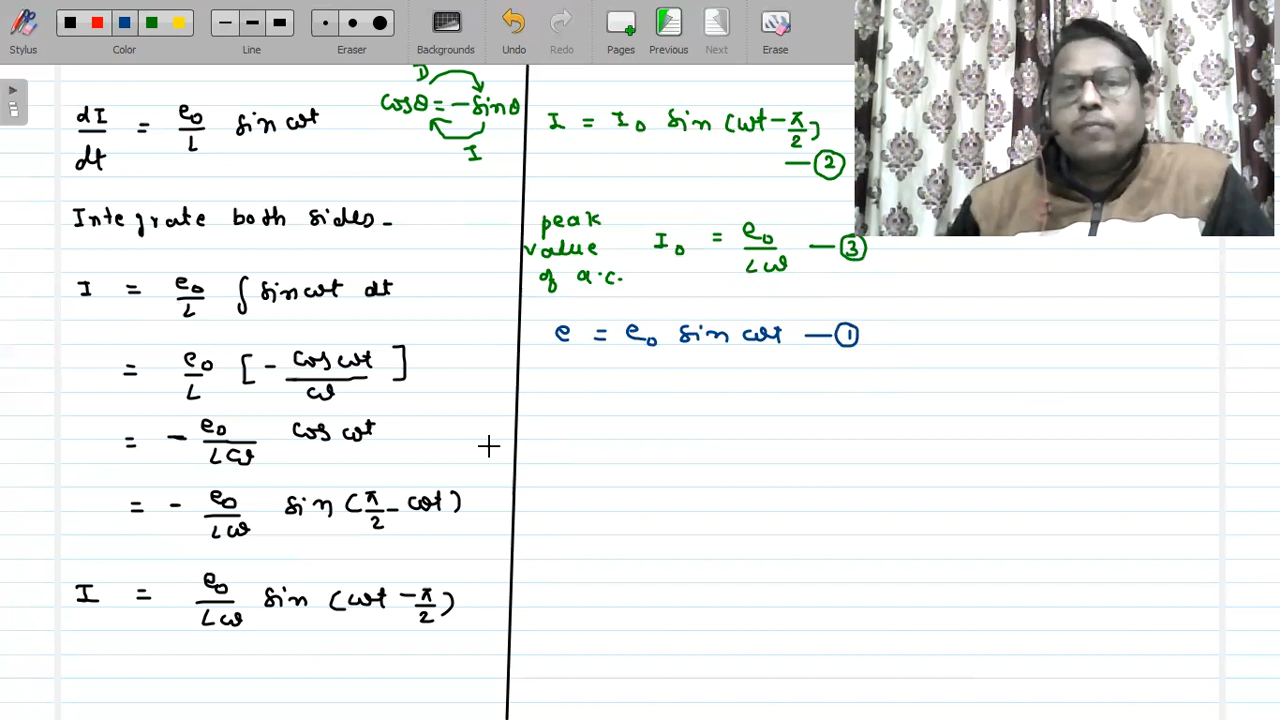 Stylus Color Line Eraser Backgrounds Undo Redo Pages Previous Next Erase
D
cosθ = -sinθ
I
dI/dt = e₀/L sin ωt
Integrate both sides-
I = e₀/L ∫ sin ωt dt
= e₀/L [ - cos ωt/ω ]
= - e₀/Lω cos ωt
= - e₀/Lω sin (π/2 - ωt)
I = e₀/Lω sin (ωt - π/2)
I = I₀ sin (ωt - π/2)
— ②
peak
value
of a.c.
I₀ = e₀/Lω — ③
e = e₀ sin ωt — ①